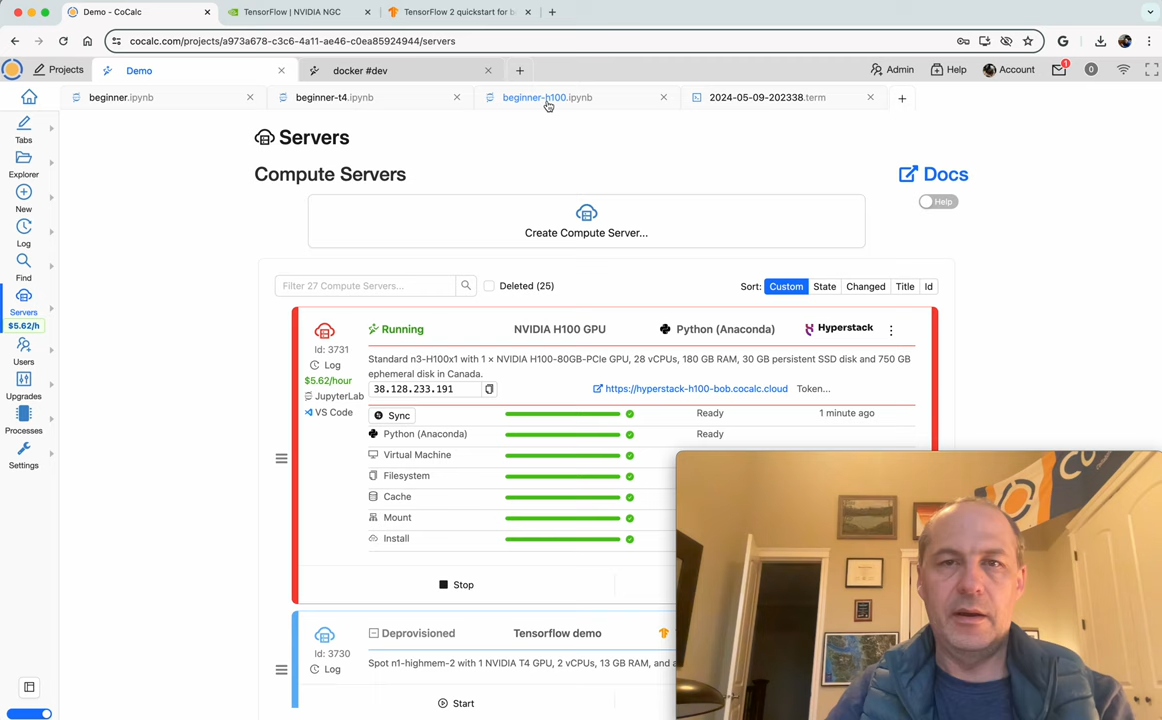 Demo - CoCalc
TensorFlow | NVIDIA NGC
TensorFlow 2 quickstart for b
cocalc.com/projects/a973a678-c3c6-4a11-ae46-c0ea85924944/servers
Projects
Demo
docker #dev
Admin
Help
Account
1
0
beginner.ipynb
beginner-t4.ipynb
beginner-h100.ipynb
2024-05-09-202338.term
Tabs
Explorer
New
Log
Find
Servers
$5.62/h
Users
Upgrades
Processes
Settings
Servers
Compute Servers
Docs
Help
Create Compute Server...
Filter 27 Compute Servers...
Deleted (25)
Sort:
Custom
State
Changed
Title
Id
Running
NVIDIA H100 GPU
Python (Anaconda)
Hyperstack
Id: 3731
Log
$5.62/hour
JupyterLab
VS Code
Standard n3-H100x1 with 1 × NVIDIA H100-80GB-PCIe GPU, 28 vCPUs, 180 GB RAM, 30 GB persistent SSD disk and 750 GB
ephemeral disk in Canada.
38.128.233.191
https://hyperstack-h100-bob.cocalc.cloud
Token...
Sync
Ready
1 minute ago
Python (Anaconda)
Ready
Virtual Machine
Filesystem
Cache
Mount
Install
Stop
Deprovisioned
Tensorflow demo
Id: 3730
Log
Spot n1-highmem-2 with 1 NVIDIA T4 GPU, 2 vCPUs, 13 GB RAM, and a
Start